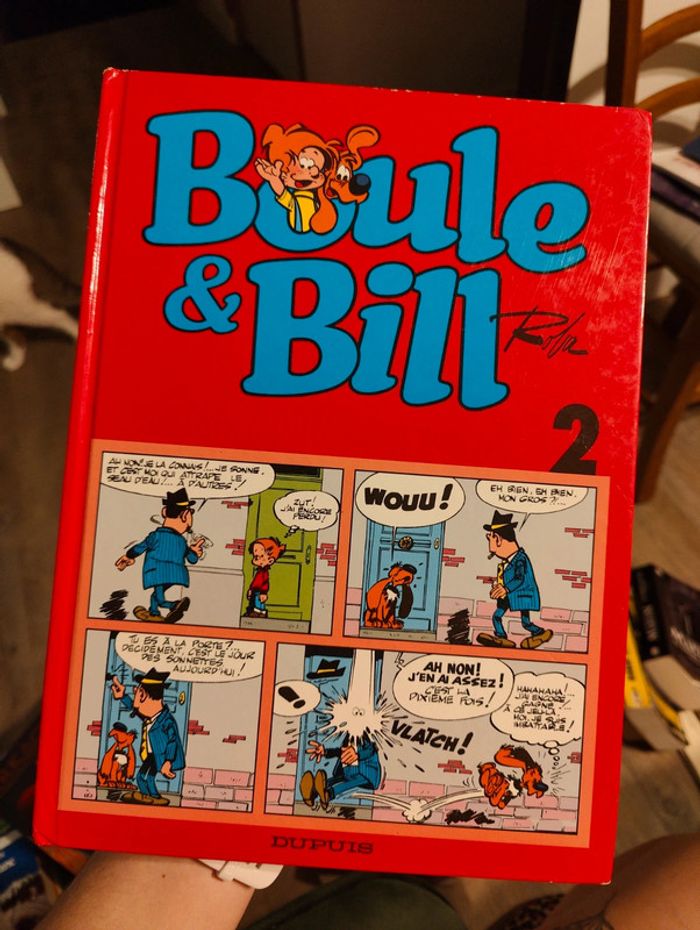 Boule
& Bill
Roba
2
AH NON! JE LA CONNAIS!... JE SONNE,
ET C'EST MOI QUI ATTRAPE LE
SEAU D'EAU!... À D'AUTRES!
ZUT!
J'AI ENCORE
PERDU!
WOUU!
EH BIEN, EH BIEN,
MON GROS?!...
TU ES À LA PORTE?...
DÉCIDÉMENT, C'EST LE JOUR
DES SONNETTES
AUJOURD'HUI!
!
AH NON!
J'EN AI ASSEZ!
C'EST LA
DIXIÈME FOIS!
VLATCH!
HAHAHAHA!...
J'AI ENCORE
GAGNÉ!...
À CE JEU-LÀ,
MOI, JE SUIS
IMBATTABLE!
DUPUIS